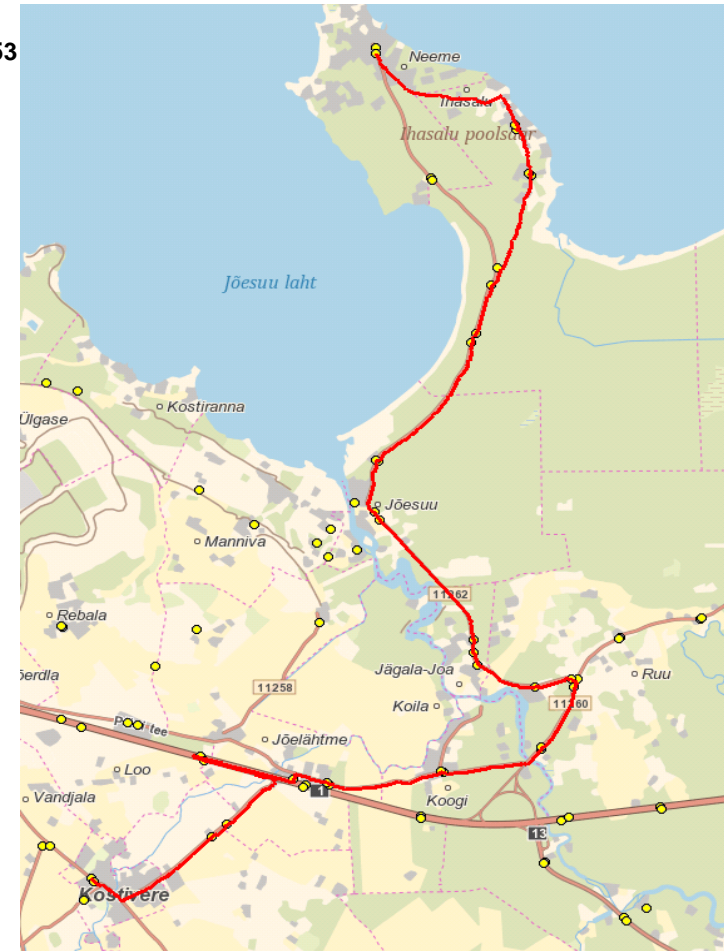 53
Neeme
Ihasalu
Ihasalu poolsaar
Jõesuu laht
Kostiranna
Ülgase
Jõesuu
Manniva
11262
Rebala
Jägala-Joa
Ruu
11258
Koila
Jõelähtme
Loo
1
Koogi
Vandjala
13
Kostivere